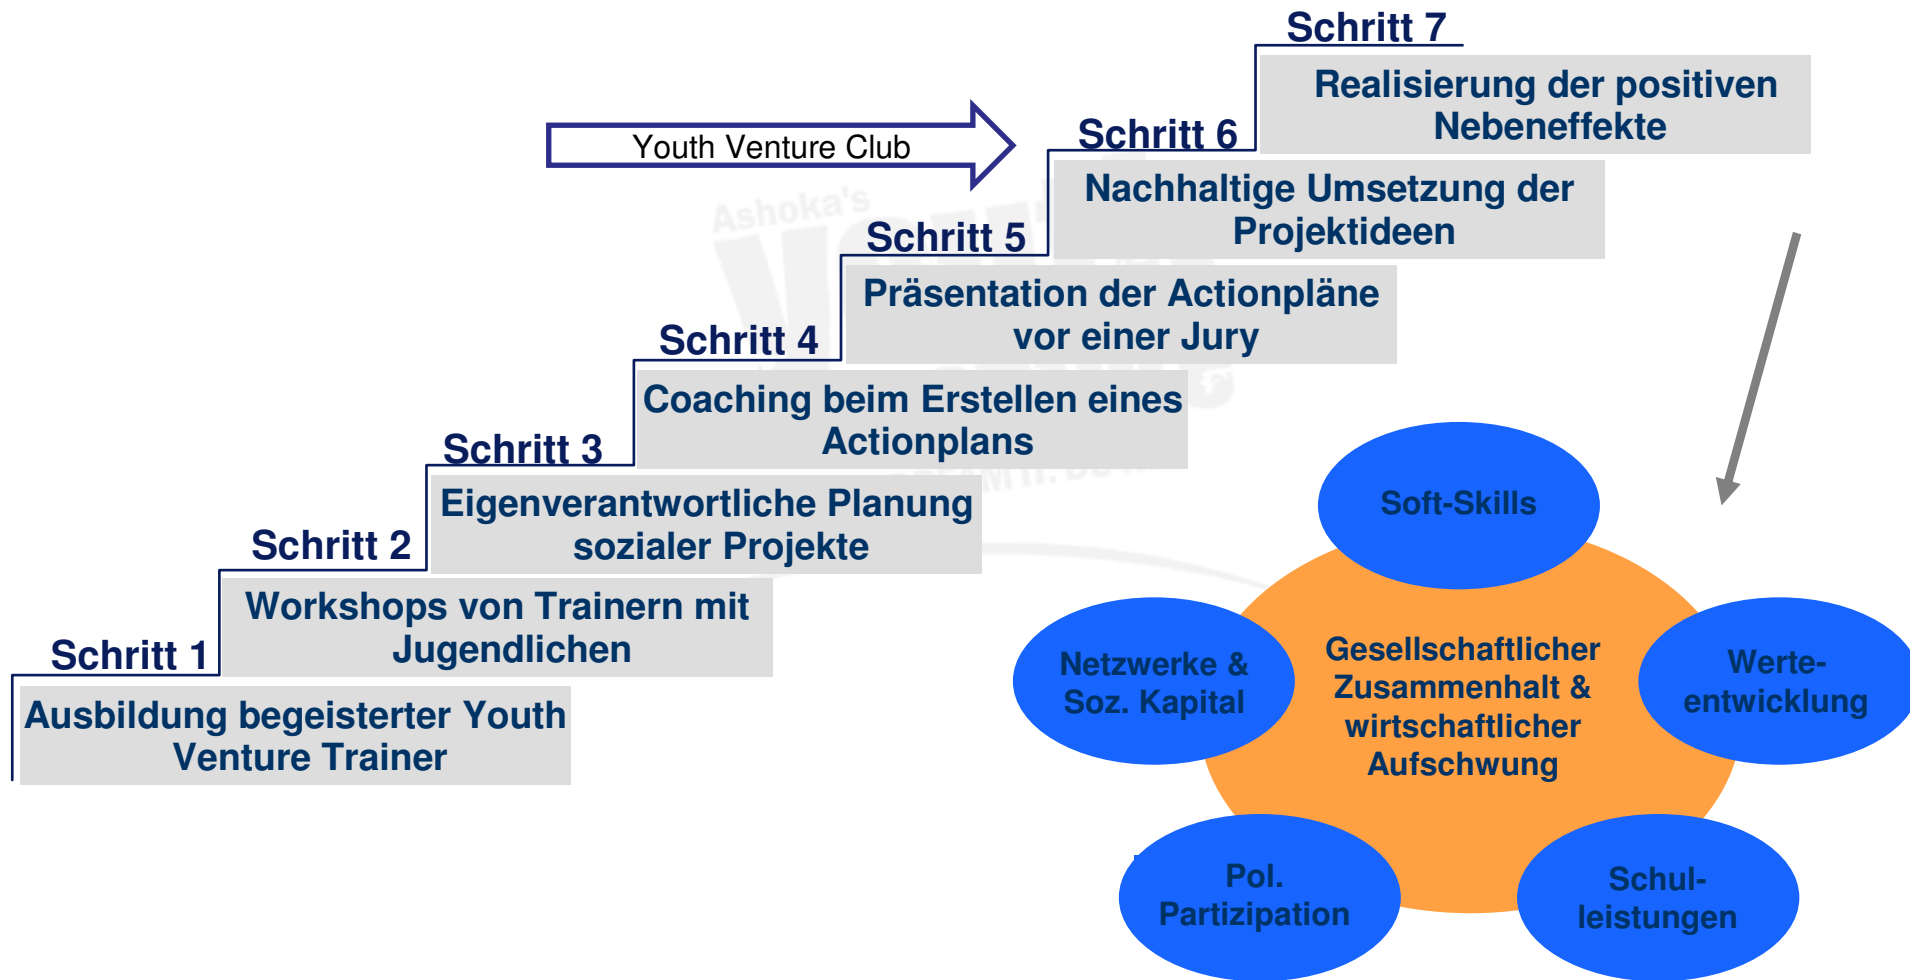 Schritt 7
Realisierung der positiven
Nebeneffekte
Youth Venture Club
Schritt 6
Nachhaltige Umsetzung der
Projektideen
Ashoka's
Schritt 5
Präsentation der Actionpläne
vor einer Jury
Schritt 4
Coaching beim Erstellen eines
Actionplans
Schritt 3
Eigenverantwortliche Planung
sozialer Projekte
Schritt 2
Workshops von Trainern mit
Jugendlichen
Schritt 1
Ausbildung begeisterter Youth
Venture Trainer
Soft-Skills
Netzwerke &
Soz. Kapital
Gesellschaftlicher
Zusammenhalt &
wirtschaftlicher
Aufschwung
Werte-
entwicklung
Pol.
Partizipation
Schul-
leistungen